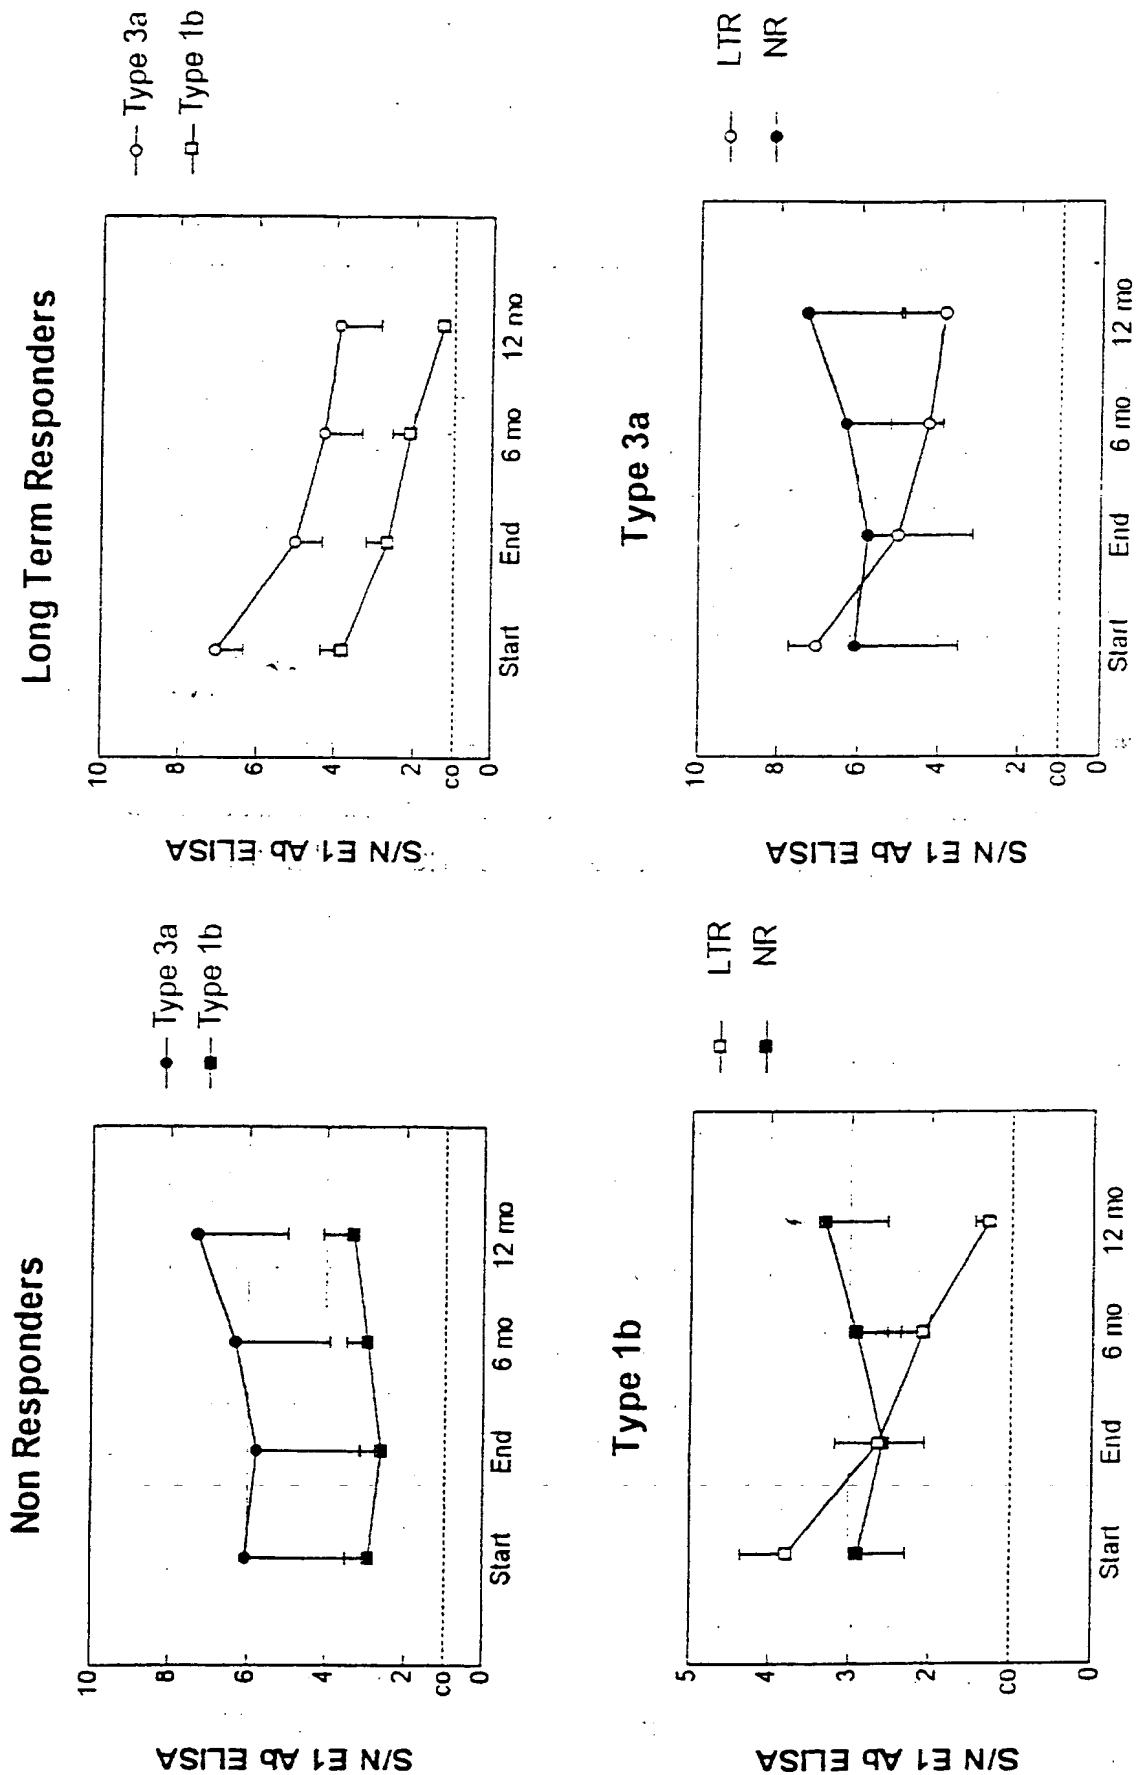 Non Responders
S/N E1 Ab ELISA
10
8
6
4
2
co
0
Start
End
6 mo
12 mo
Type 3a
Type 1b
Long Term Responders
S/N E1 Ab ELISA
10
8
6
4
2
co
0
Start
End
6 mo
12 mo
Type 3a
Type 1b
Type 1b
S/N E1 Ab ELISA
5
4
3
2
co
0
Start
End
6 mo
12 mo
LTR
NR
Type 3a
S/N E1 Ab ELISA
10
8
6
4
2
co
0
Start
End
6 mo
12 mo
LTR
NR